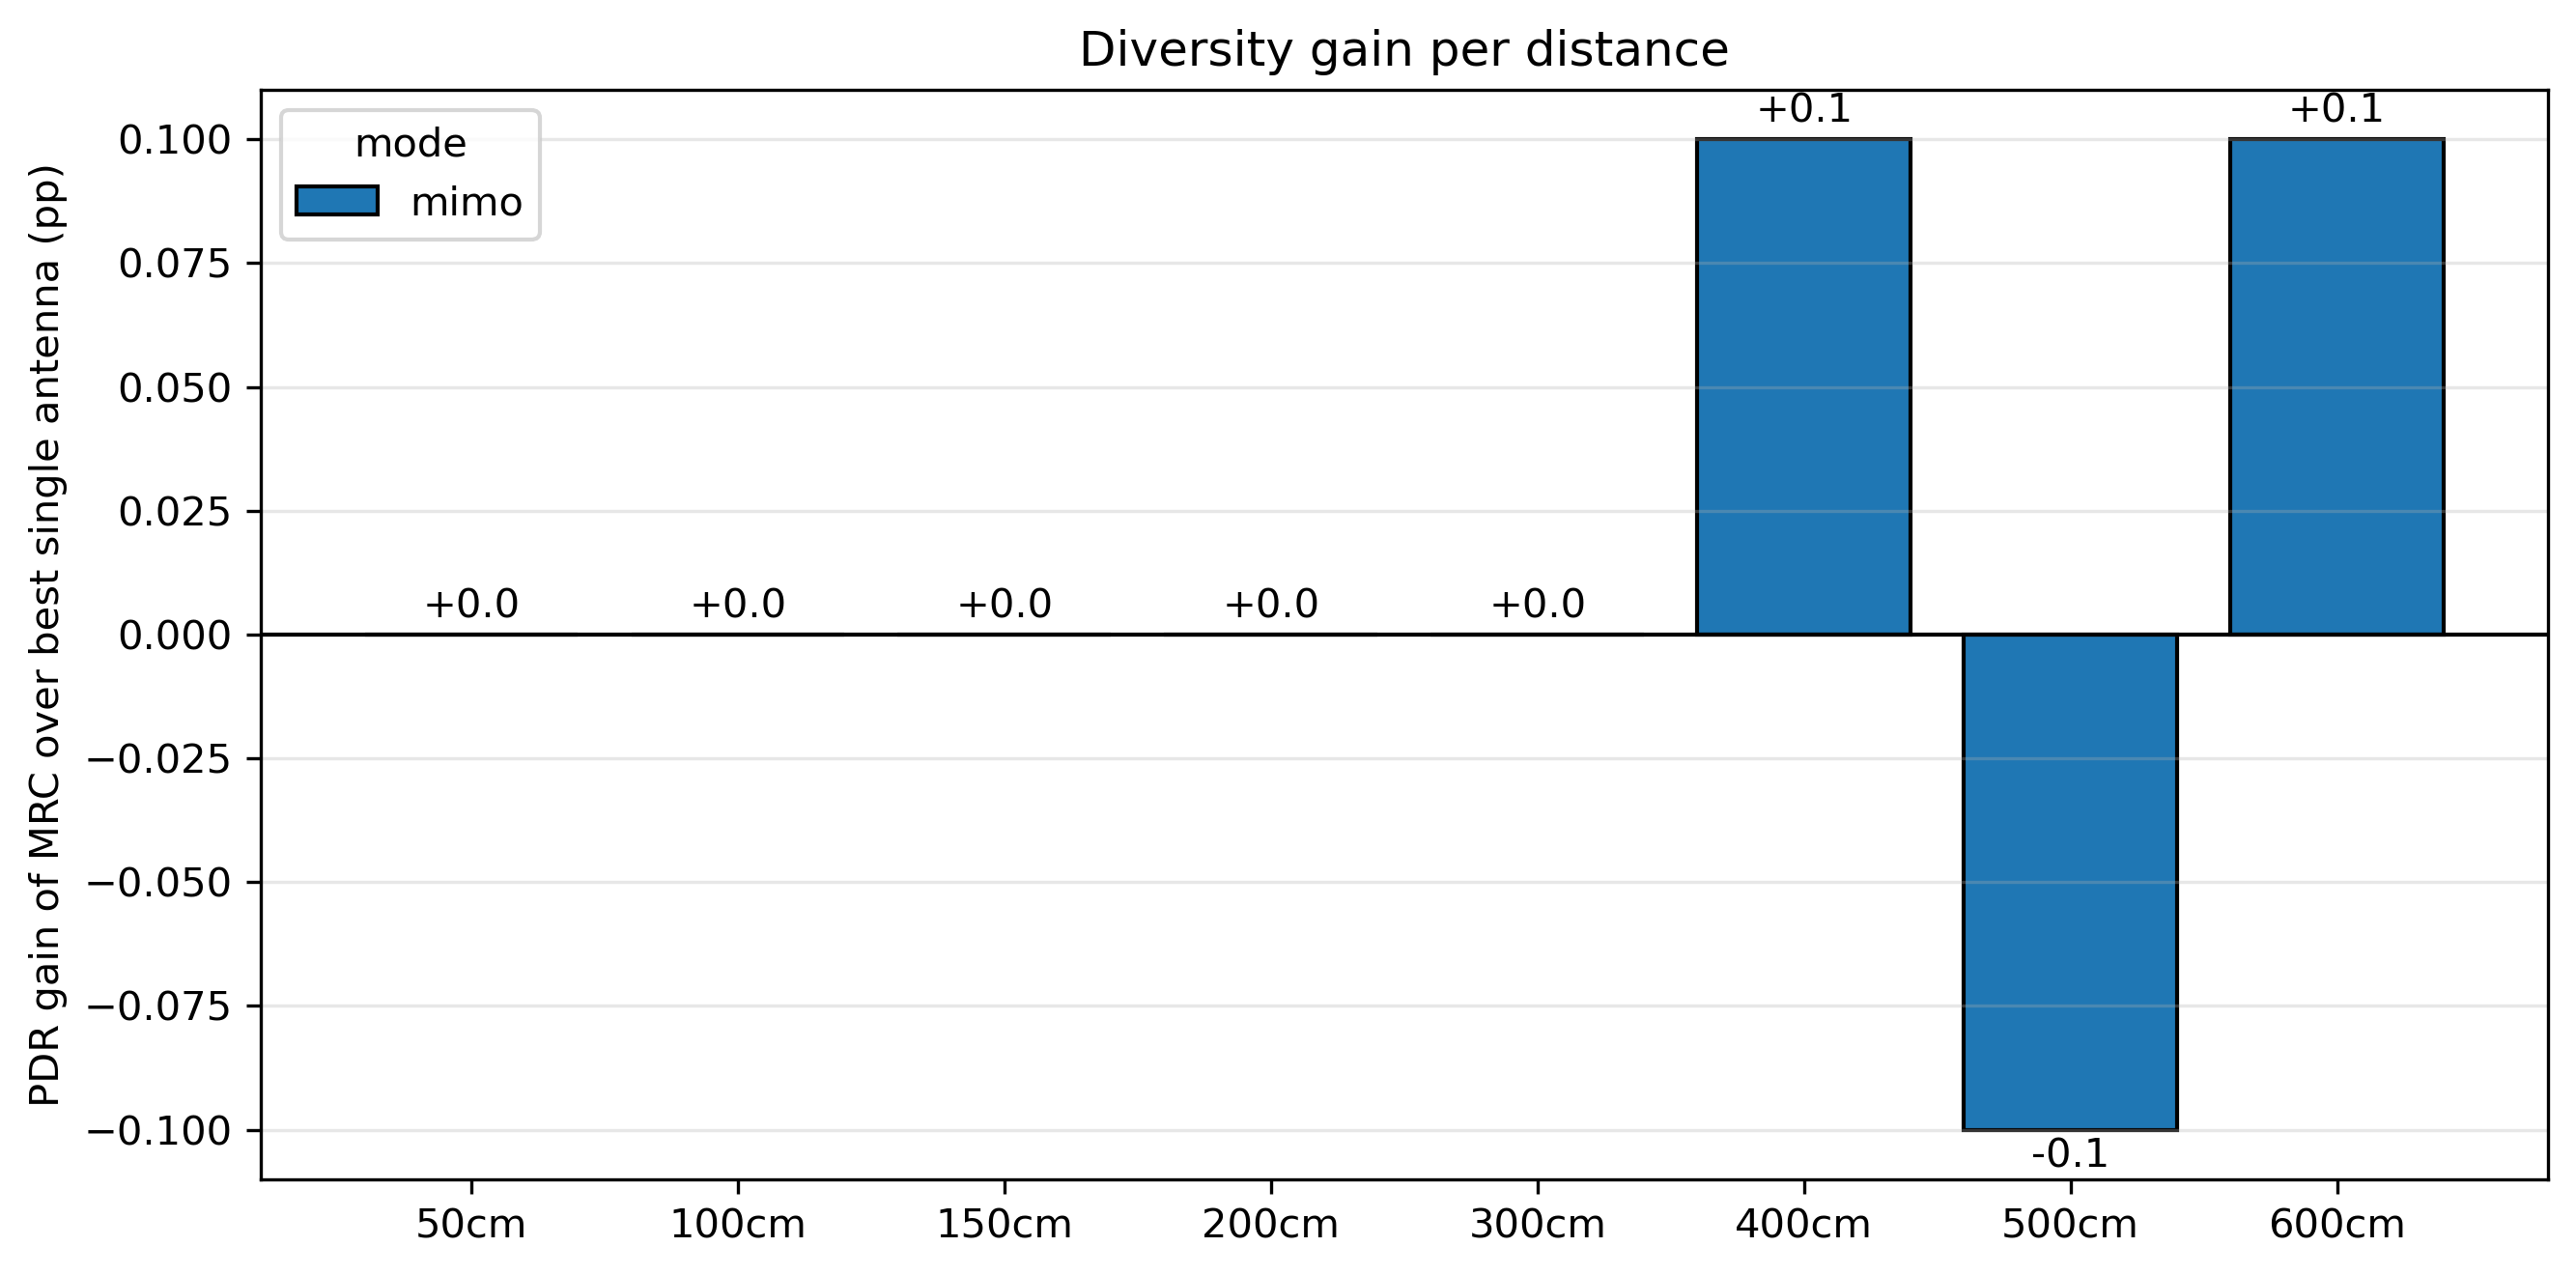 Diversity gain per distance
PDR gain of MRC over best single antenna (pp)
mode
mimo
0.100
0.075
0.050
0.025
0.000
−0.025
−0.050
−0.075
−0.100
+0.0
+0.0
+0.0
+0.0
+0.0
+0.1
-0.1
+0.1
50cm
100cm
150cm
200cm
300cm
400cm
500cm
600cm